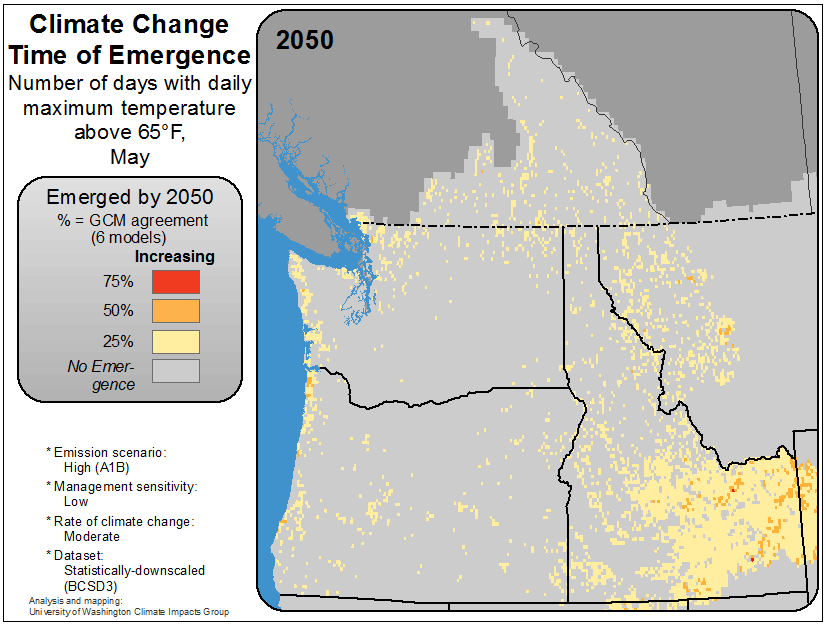 Climate Change
Time of Emergence
Number of days with daily
maximum temperature
above 65°F,
May
Emerged by 2050
% = GCM agreement
(6 models)
Increasing
75%
50%
25%
No Emer-
gence
* Emission scenario:
High (A1B)
* Management sensitivity:
Low
* Rate of climate change:
Moderate
* Dataset:
Statistically-downscaled
(BCSD3)
Analysis and mapping:
University of Washington Climate Impacts Group
2050